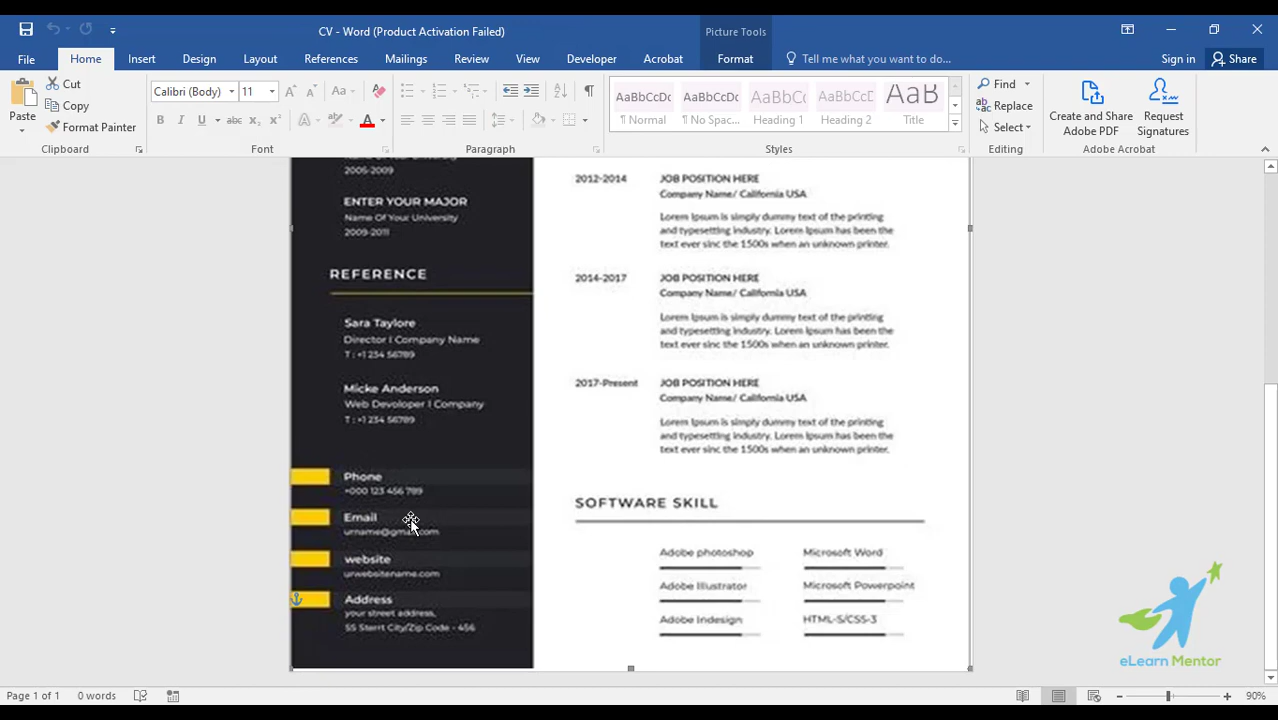 CV - Word (Product Activation Failed)
Picture Tools
File
Home
Insert
Design
Layout
References
Mailings
Review
View
Developer
Acrobat
Format
Tell me what you want to do...
Sign in
Share
Paste
Cut
Copy
Format Painter
Clipboard
Calibri (Body)
11
Font
Paragraph
AaBbCcDc
¶ Normal
AaBbCcDc
¶ No Spac...
AaBbCc
Heading 1
AaBbCcD
Heading 2
AaB
Title
Styles
Find
Replace
Select
Editing
Create and Share
Adobe PDF
Request
Signatures
Adobe Acrobat
Name Of Your University
2005-2009
ENTER YOUR MAJOR
Name Of Your University
2009-2011
REFERENCE
Sara Taylore
Director I Company Name
T : +1 234 56789
Micke Anderson
Web Devoloper I Company
T : +1 234 56789
Phone
+000 123 456 789
Email
urname@gmail.com
website
urwebsitename.com
Address
your street address,
55 Sterrt City/Zip Code - 456
2012-2014
JOB POSITION HERE
Company Name/ California USA
Lorem Ipsum is simply dummy text of the printing
and typesetting industry. Lorem Ipsum has been the
text ever sinc the 1500s when an unknown printer.
2014-2017
JOB POSITION HERE
Company Name/ California USA
Lorem Ipsum is simply dummy text of the printing
and typesetting industry. Lorem Ipsum has been the
text ever sinc the 1500s when an unknown printer.
2017-Present
JOB POSITION HERE
Company Name/ California USA
Lorem Ipsum is simply dummy text of the printing
and typesetting industry. Lorem Ipsum has been the
text ever sinc the 1500s when an unknown printer.
SOFTWARE SKILL
Adobe photoshop
Microsoft Word
Adobe Illustrator
Microsoft Powerpoint
Adobe Indesign
HTML-5/CSS-3
eLearn Mentor
Page 1 of 1
0 words
90%